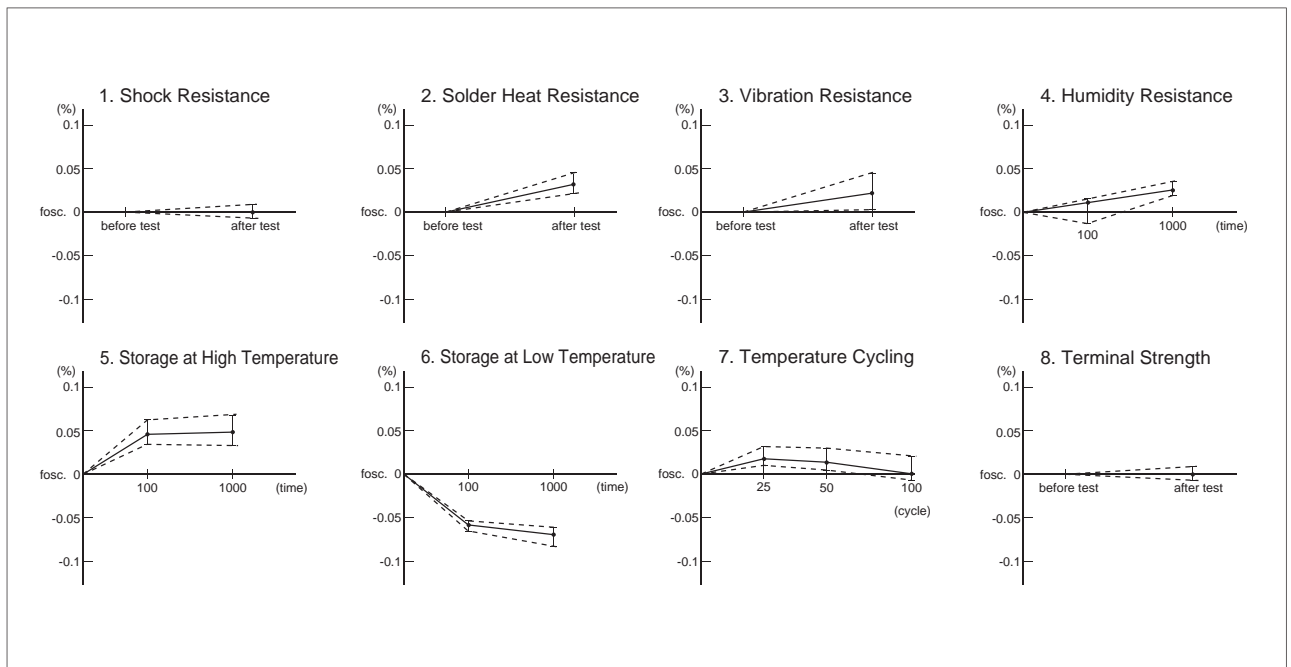 1. Shock Resistance
(%)
0.1
0.05
fosc. 0
-0.05
-0.1
before test
after test
2. Solder Heat Resistance
(%)
0.1
0.05
fosc. 0
-0.05
-0.1
before test
after test
3. Vibration Resistance
(%)
0.1
0.05
fosc. 0
-0.05
-0.1
before test
after test
4. Humidity Resistance
(%)
0.1
0.05
fosc. 0
-0.05
-0.1
100
1000
(time)
5. Storage at High Temperature
(%)
0.1
0.05
fosc. 0
-0.05
-0.1
100
1000
(time)
6. Storage at Low Temperature
(%)
0.1
0.05
fosc. 0
-0.05
-0.1
100
1000
(time)
7. Temperature Cycling
(%)
0.1
0.05
fosc. 0
-0.05
-0.1
25
50
100
(cycle)
8. Terminal Strength
(%)
0.1
0.05
fosc. 0
-0.05
-0.1
before test
after test